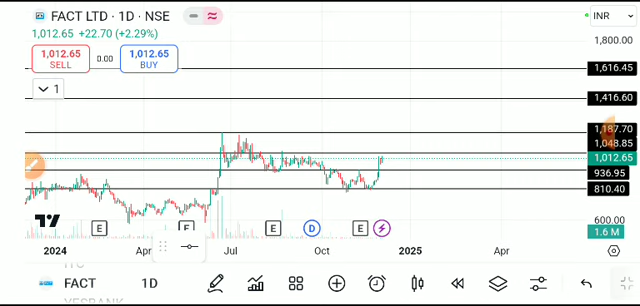 FACT LTD · 1D · NSE
INR
1,012.65 +22.70 (+2.29%)
1,012.65
SELL
0.00
1,012.65
BUY
1
1,800.00
1,616.45
1,416.60
1,187.70
1,048.85
1,012.65
936.95
810.40
600.00
1.6 M
E
E
E
D
E
2024
Apr
Jul
Oct
2025
Apr
ITC
FACT
1D
YESBANK